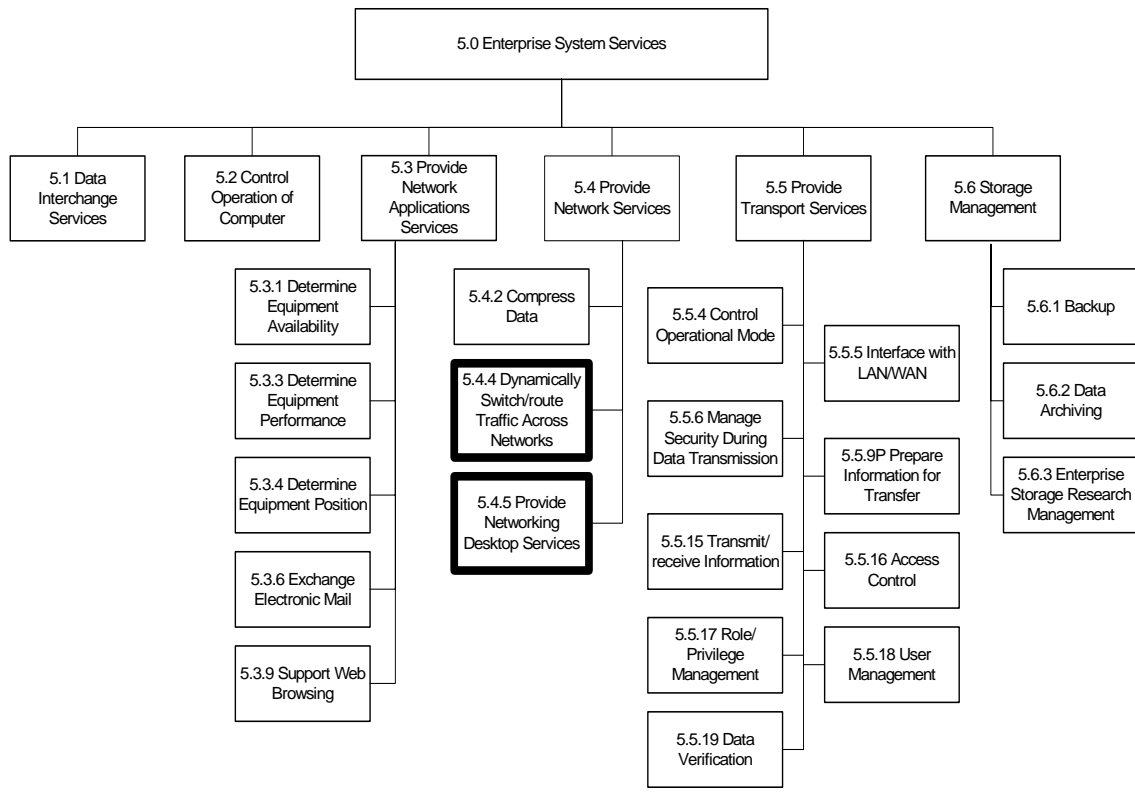 5.0 Enterprise System Services
5.1 Data
Interchange
Services
5.2 Control
Operation of
Computer
5.3 Provide
Network
Applications
Services
5.4 Provide
Network Services
5.5 Provide
Transport Services
5.6 Storage
Management
5.3.1 Determine
Equipment
Availability
5.3.3 Determine
Equipment
Performance
5.3.4 Determine
Equipment Position
5.3.6 Exchange
Electronic Mail
5.3.9 Support Web
Browsing
5.4.2 Compress
Data
5.4.4 Dynamically
Switch/route
Traffic Across
Networks
5.4.5 Provide
Networking
Desktop Services
5.5.4 Control
Operational Mode
5.5.5 Interface with
LAN/WAN
5.5.6 Manage
Security During
Data Transmission
5.5.9P Prepare
Information for
Transfer
5.5.15 Transmit/
receive Information
5.5.16 Access
Control
5.5.17 Role/
Privilege
Management
5.5.18 User
Management
5.5.19 Data
Verification
5.6.1 Backup
5.6.2 Data
Archiving
5.6.3 Enterprise
Storage Research
Management